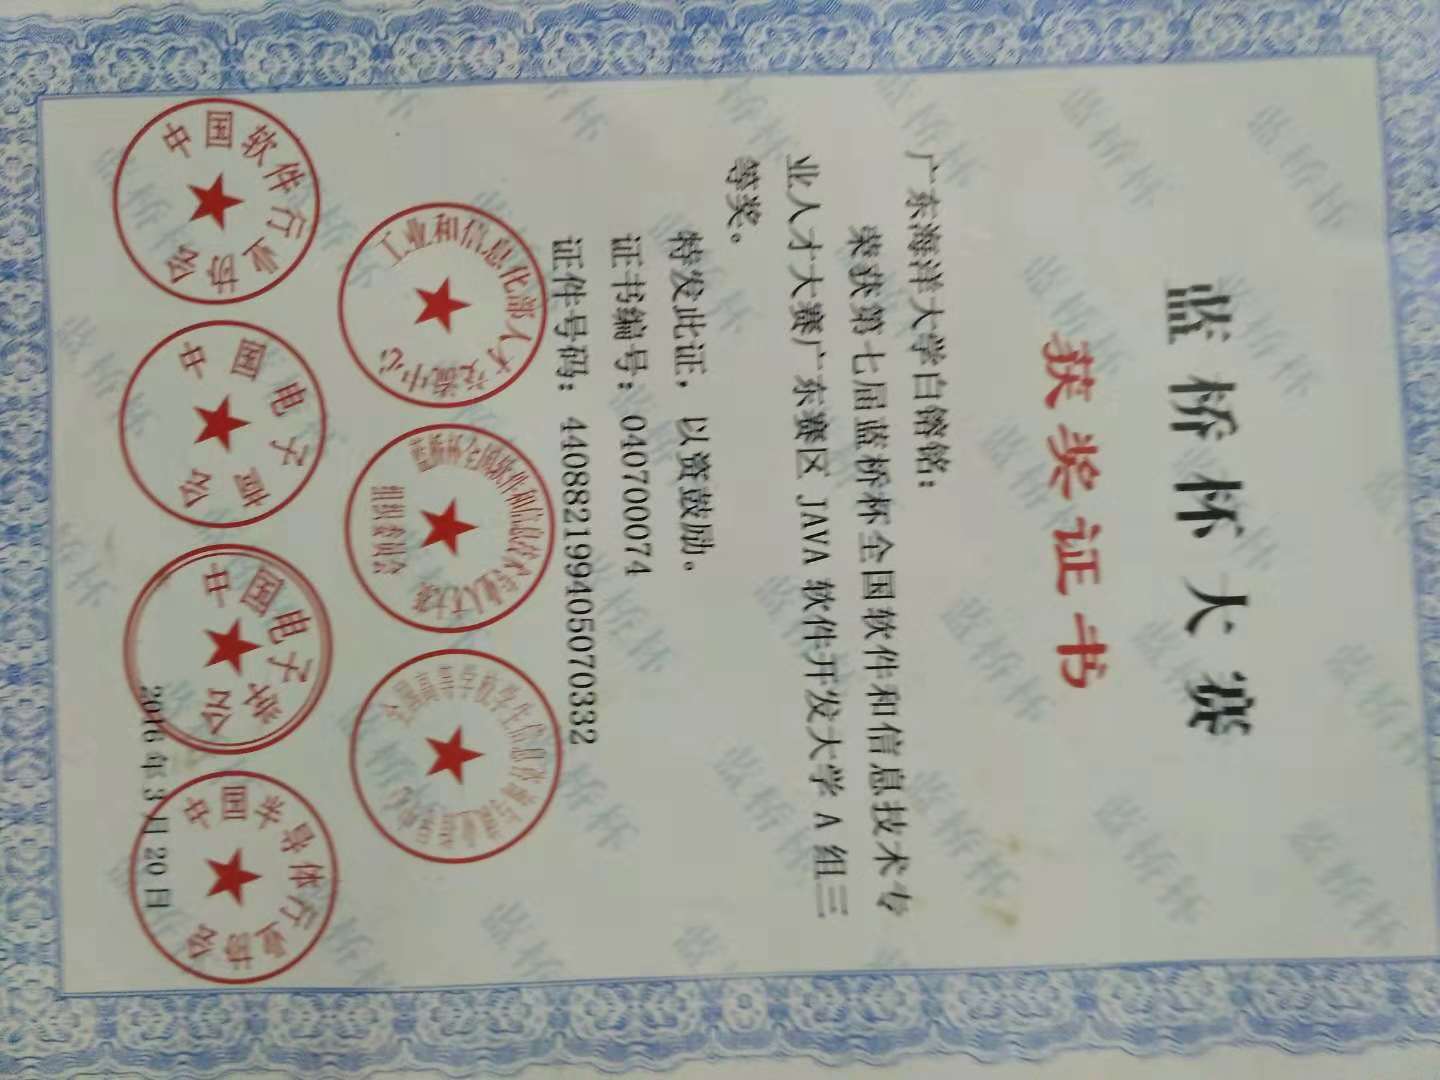 蓝桥杯大赛
获奖证书
广东海洋大学白镕铭：
荣获第七届蓝桥杯全国软件和信息技术专
业人才大赛广东赛区 JAVA 软件开发大学 A 组三
等奖。
特发此证，以资鼓励。
证书编号：040700074
证件号码：440882199405070332
工业和信息化部人才交流中心
蓝桥杯全国软件和信息技术专业人才大赛
组织委员会
全国高等学校学生信息咨询与就业指导中心
中国软件行业协会
中国电子商会
中国电子学会
中国半导体行业协会
2016 年 3 月 20 日